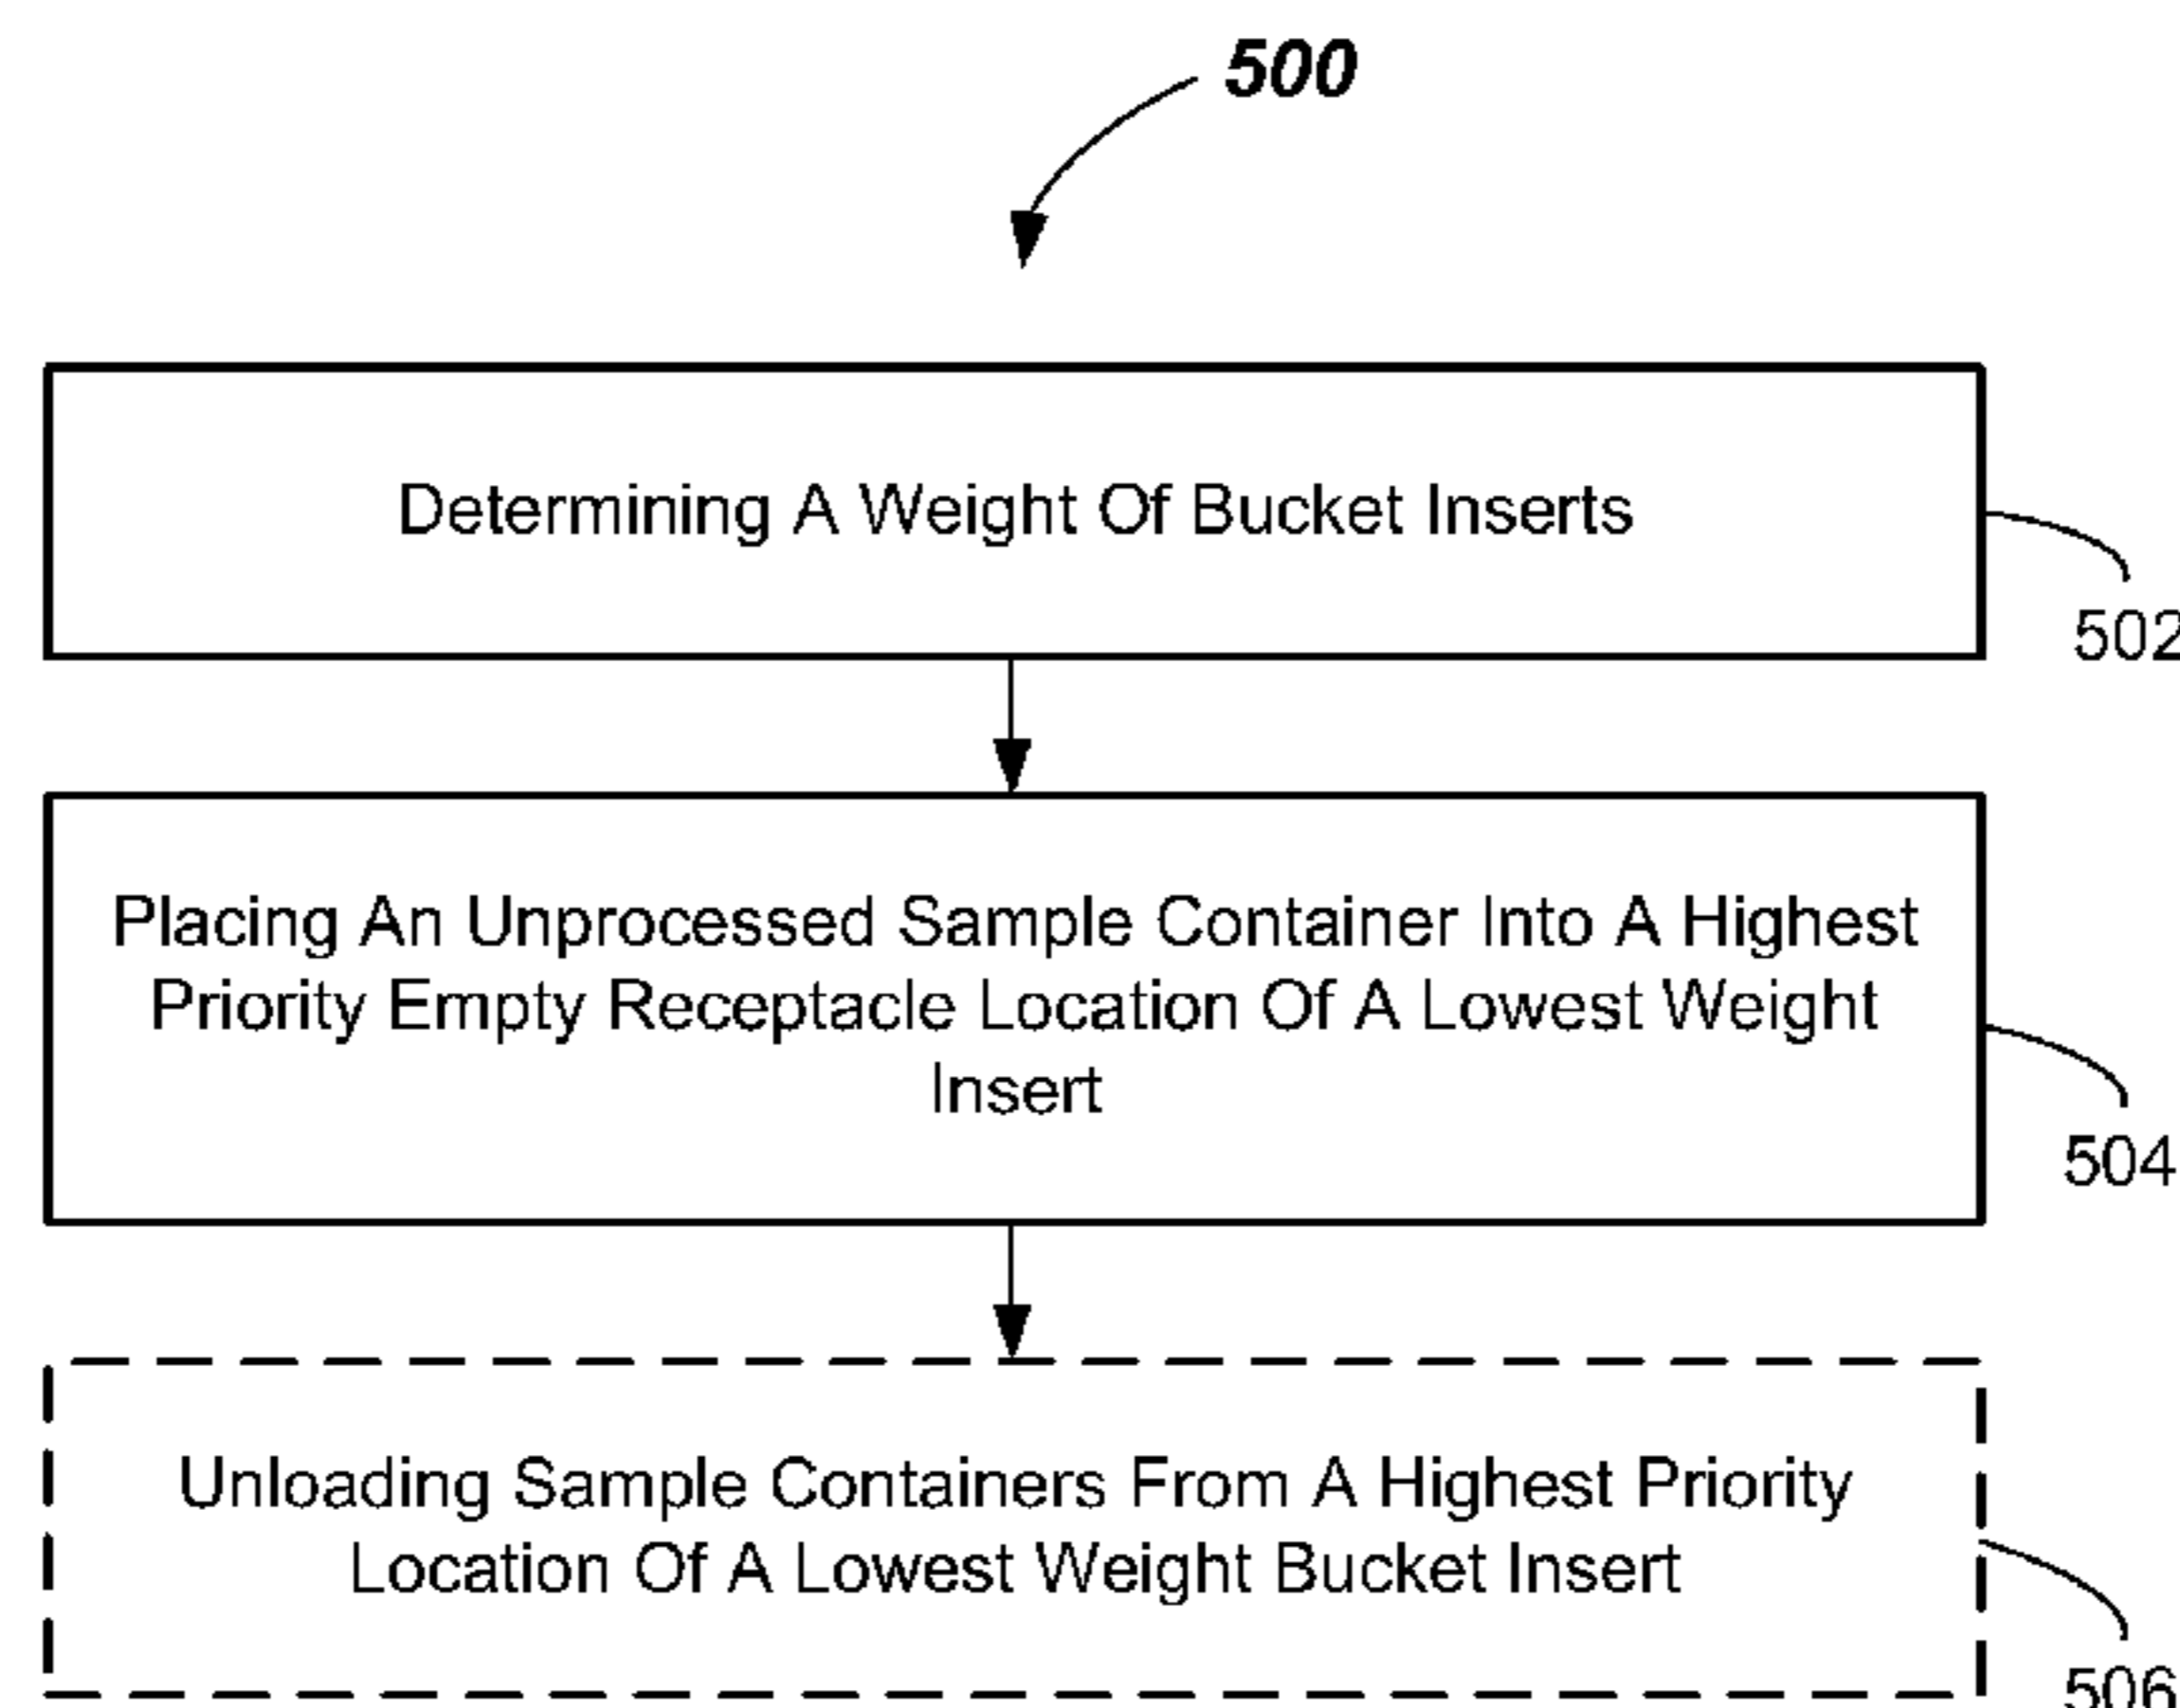 500
Determining A Weight Of Bucket Inserts
502
Placing An Unprocessed Sample Container Into A Highest
Priority Empty Receptacle Location Of A Lowest Weight
Insert
504
Unloading Sample Containers From A Highest Priority
Location Of A Lowest Weight Bucket Insert
506